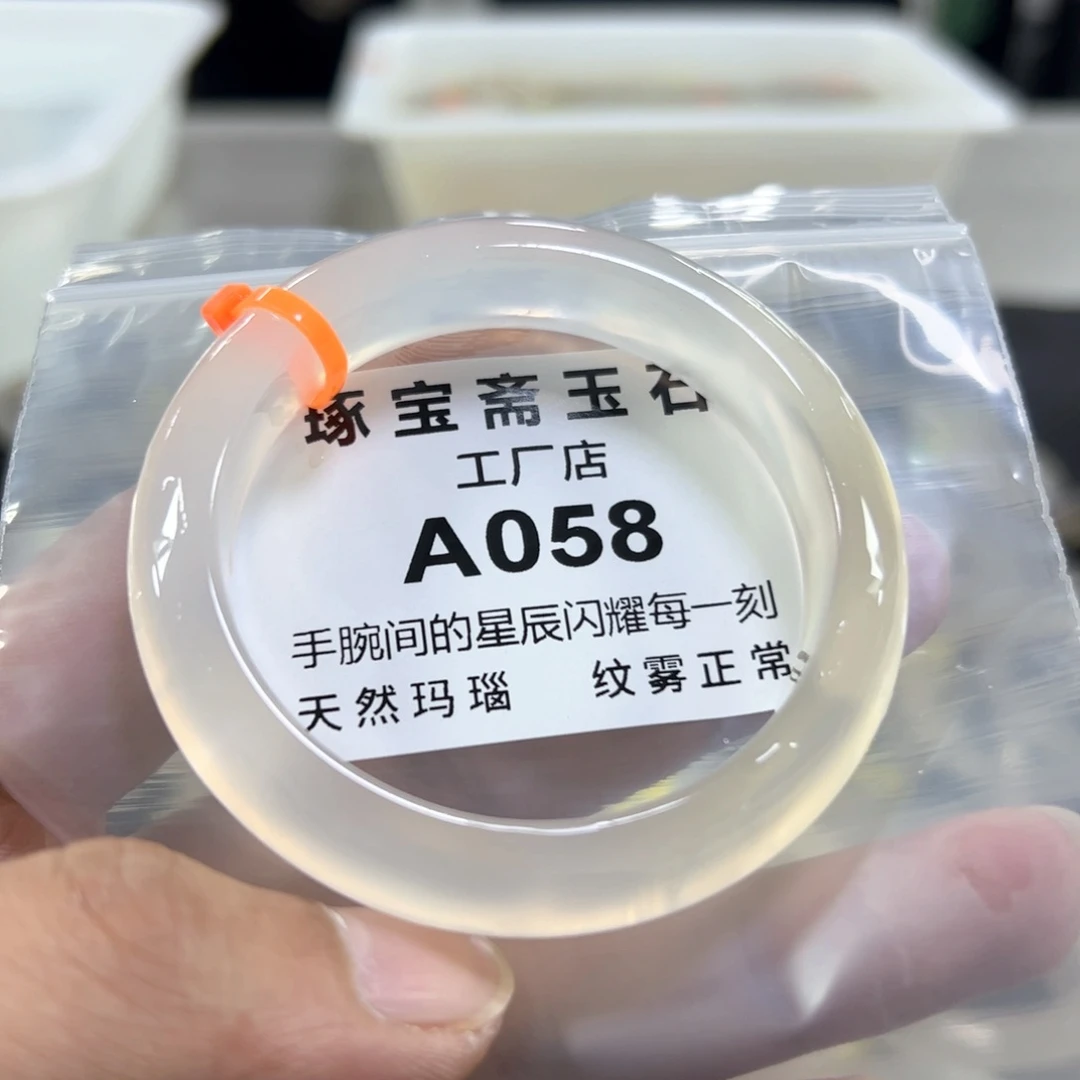 琢宝斋玉石
工厂店
A058
手腕间的星辰闪耀每一刻
天然玛瑙 纹雾正常